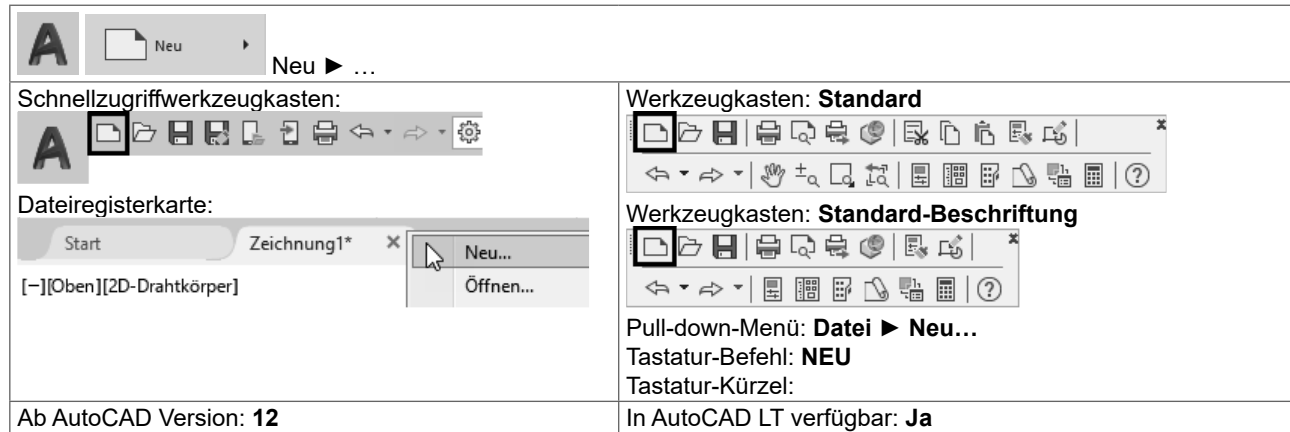 Neu
Neu ► …
Schnellzugriffwerkzeugkasten:
Dateiregisterkarte:
Start Zeichnung1*
Neu...
[−][Oben][2D-Drahtkörper]
Öffnen...
Werkzeugkasten: Standard
Werkzeugkasten: Standard-Beschriftung
Pull-down-Menü: Datei ► Neu…
Tastatur-Befehl: NEU
Tastatur-Kürzel:
Ab AutoCAD Version: 12
In AutoCAD LT verfügbar: Ja